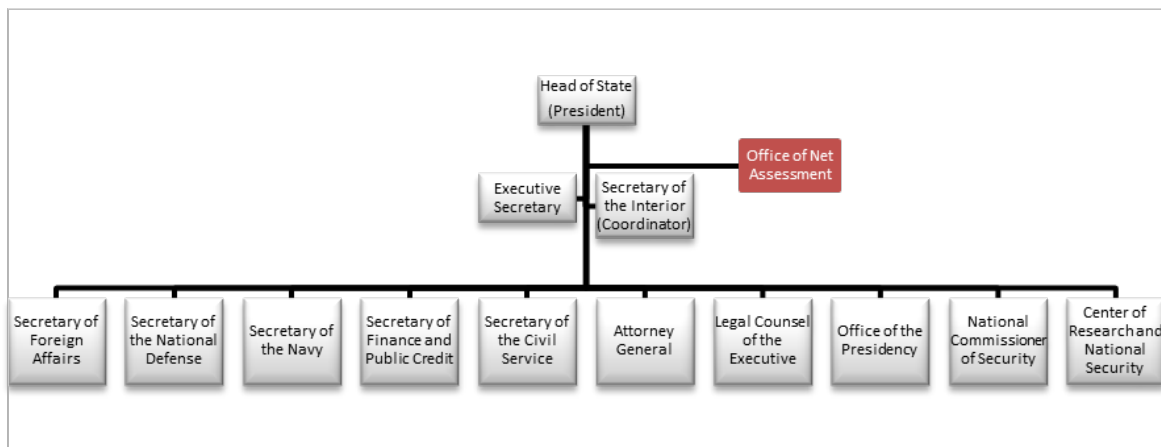 Head of State
(President)
Office of Net
Assessment
Executive
Secretary
Secretary of
the Interior
(Coordinator)
Secretary of
Foreign
Affairs
Secretary of
the National
Defense
Secretary of
the Navy
Secretary of
Finance and
Public Credit
Secretary of
the Civil
Service
Attorney
General
Legal Counsel
of the
Executive
Office of the
Presidency
National
Commissioner
of Security
Center of
Research and
National
Security